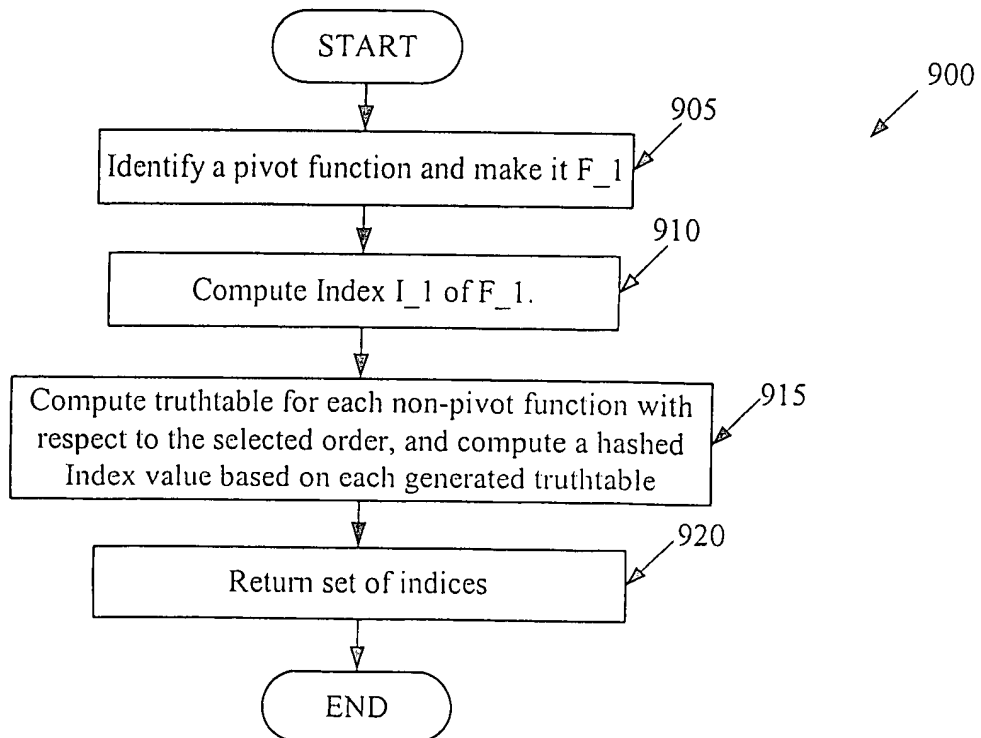 START
900
905
Identify a pivot function and make it F_1
910
Compute Index I_1 of F_1.
915
Compute truthtable for each non-pivot function with
respect to the selected order, and compute a hashed
Index value based on each generated truthtable
920
Return set of indices
END